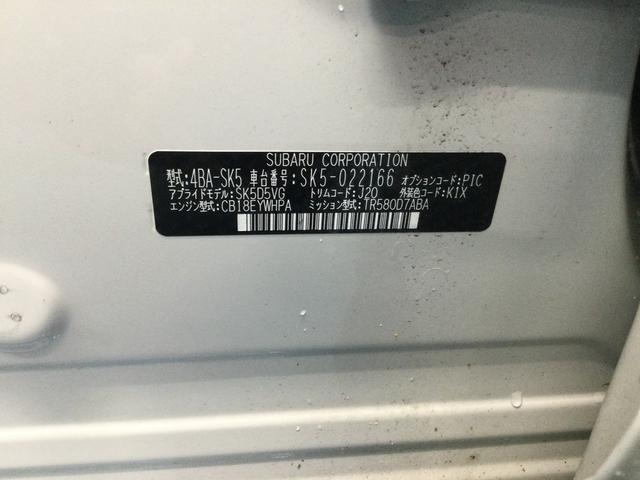 SUBARU CORPORATION
型式:4BA-SK5 車台番号:SK5-022166 オプションコード:PIC
アプライドモデル:SK5D5VG トリムコード:J20 外装色コード:K1X
エンジン型式:CB18EYWHPA ミッション型式:TR580D7ABA